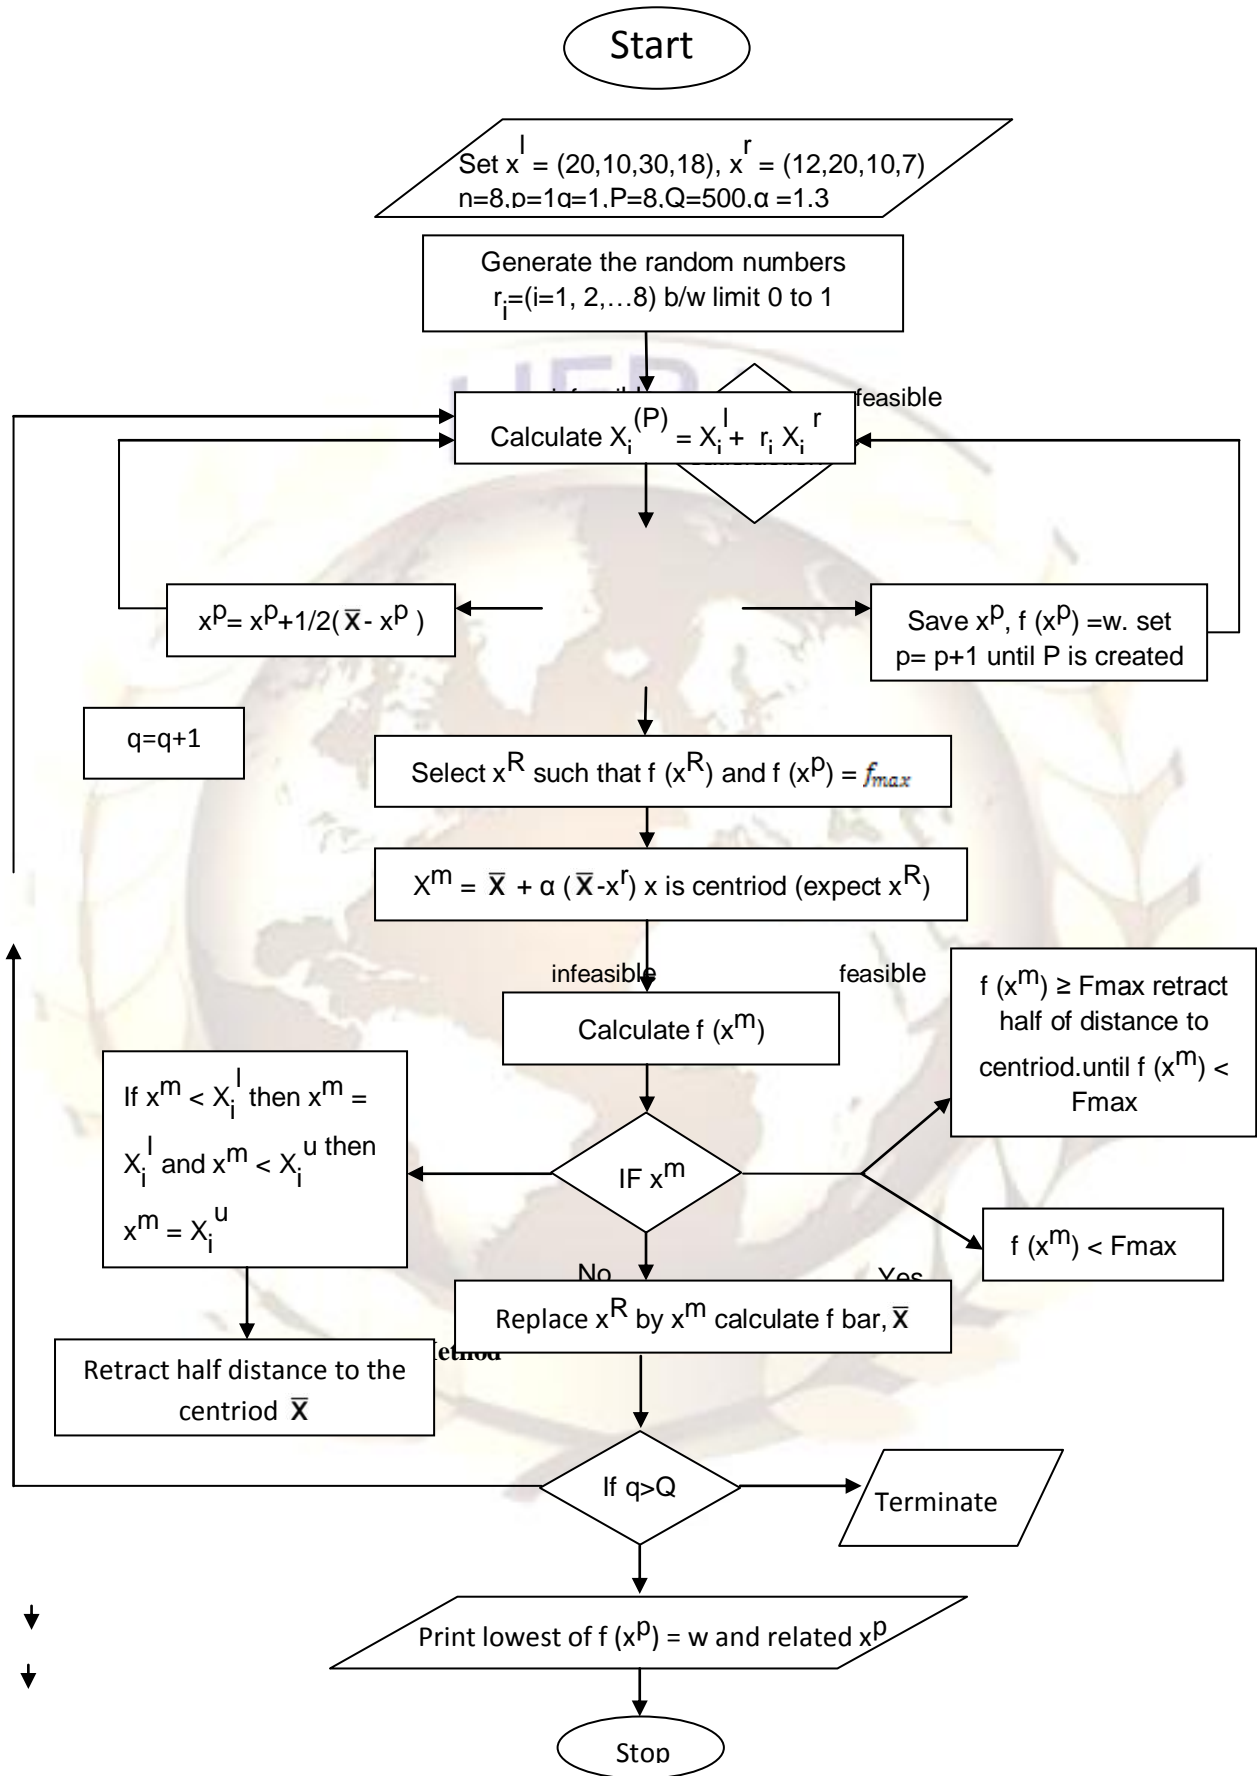 Start
Set x^l = (20,10,30,18), x^r = (12,20,10,7)
n=8,p=1q=1,P=8,Q=500,α =1.3
Generate the random numbers
r_i=(i=1, 2,…8) b/w limit 0 to 1
feasible
Calculate X_i^(P) = X_i^l+ r_i X_i^r
x^p= x^p+1/2( x̅ - x^p )
Save x^p, f (x^p) =w. set
p= p+1 until P is created
q=q+1
Select x^R such that f (x^R) and f (x^p) = f_max
X^m = x̅ + α ( x̅-x^r) x is centriod (expect x^R)
infeasible
feasible
Calculate f (x^m)
f (x^m) ≥ Fmax retract
half of distance to
centriod.until f (x^m) <
Fmax
If x^m < X_i^l then x^m =
X_i^l and x^m < X_i^u then
x^m = X_i^u
IF x^m
f (x^m) < Fmax
No
Yes
Replace x^R by x^m calculate f bar, x̅
Retract half distance to the
centriod x̅
If q>Q
Terminate
Print lowest of f (x^p) = w and related x^p
Stop